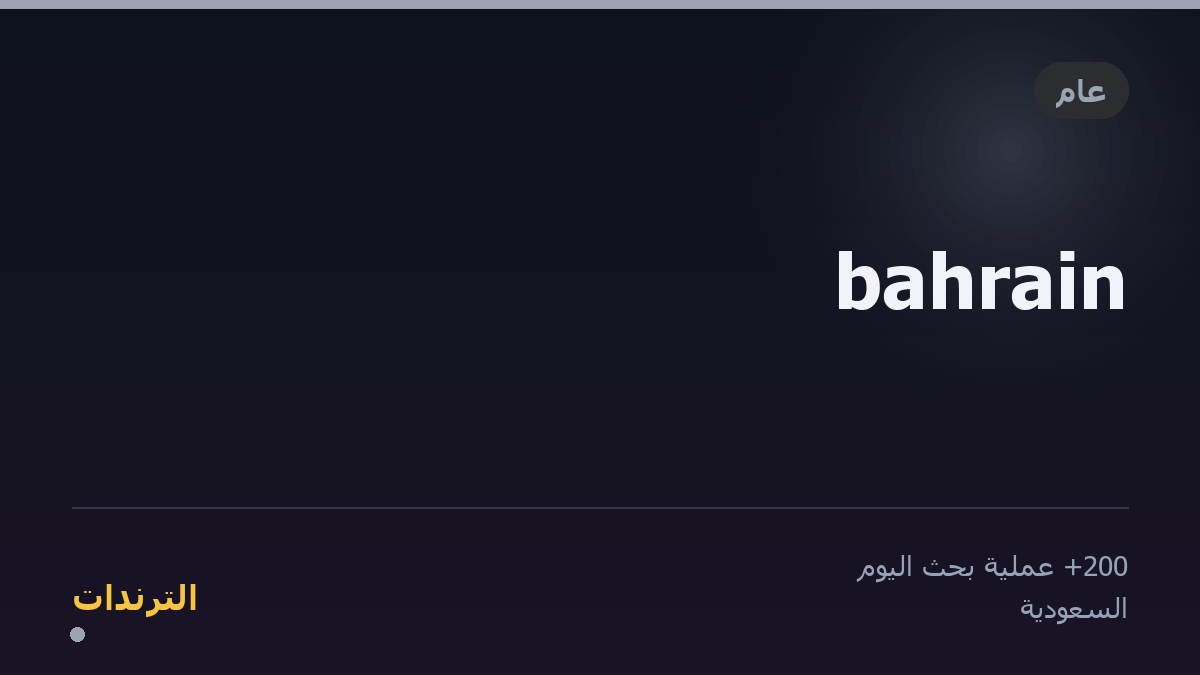 عام
bahrain
200+ عملية بحث اليوم
السعودية
الترندات